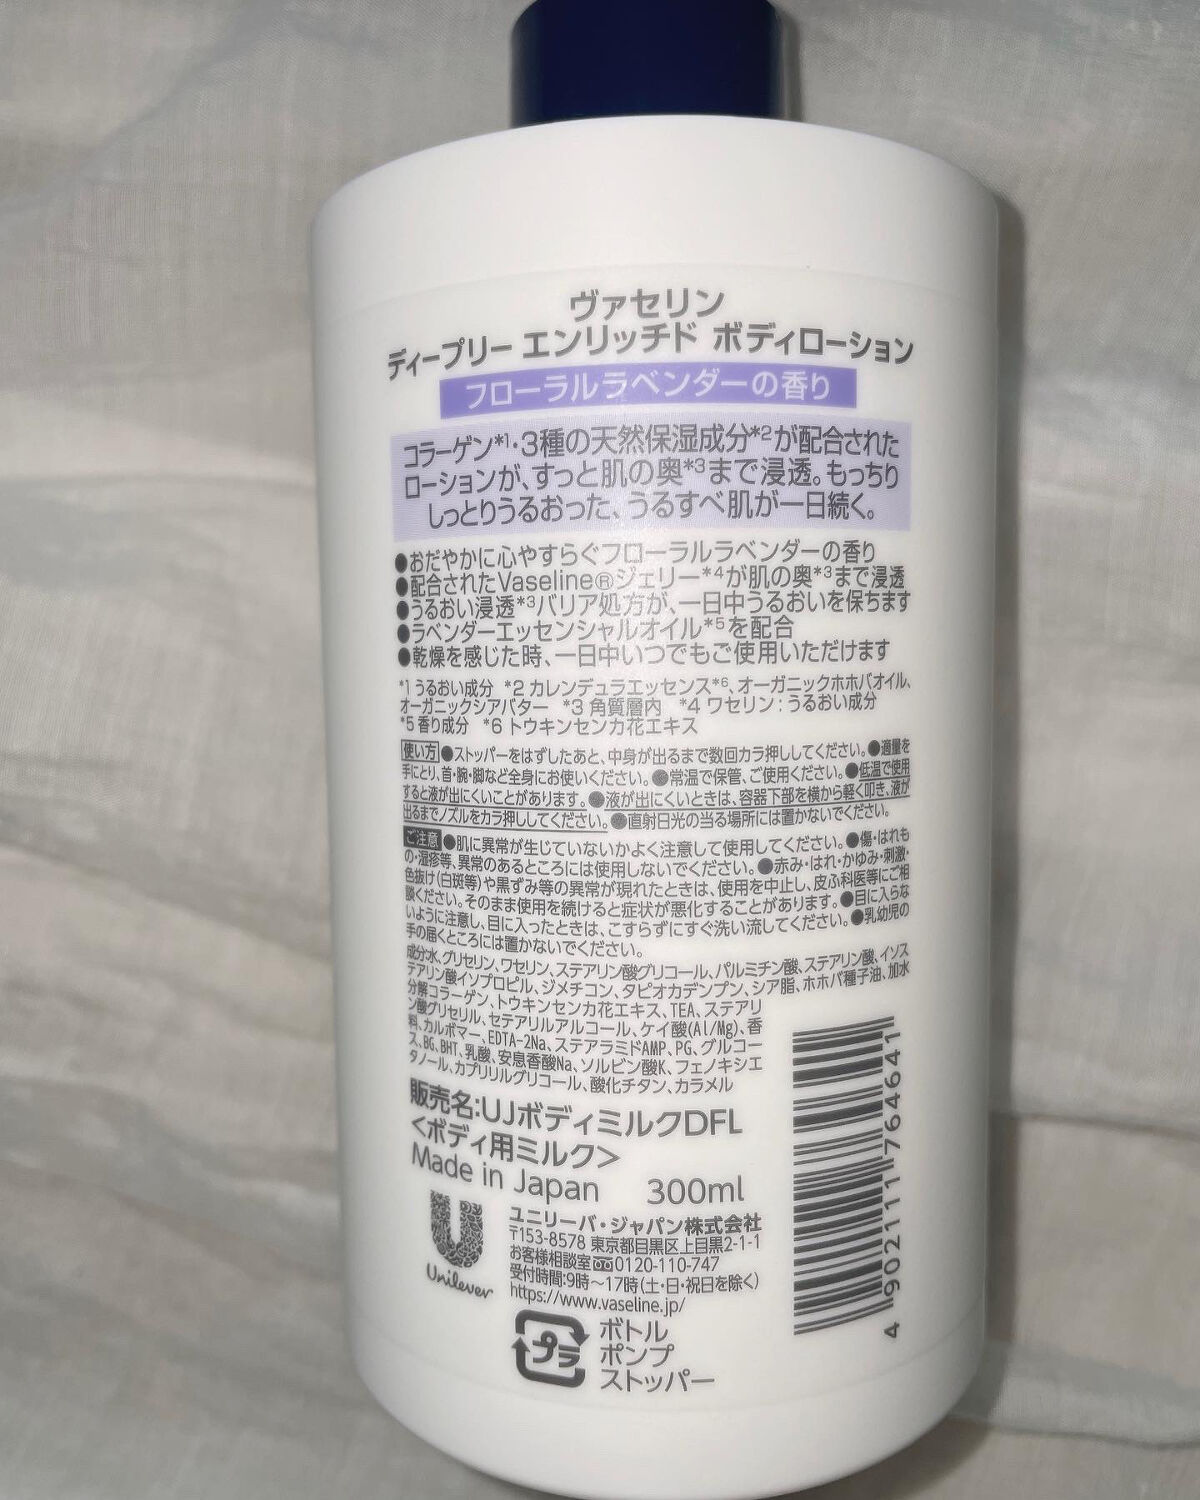 ヴァセリン
ディープリー エンリッチド ボディローション
フローラルラベンダーの香り
コラーゲン*1・3種の天然保湿成分*2が配合された
ローションが、すっと肌の奥*3まで浸透。もっちり
しっとりうるおった、うるすべ肌が一日続く。
●おだやかに心やすらぐフローラルラベンダーの香り
●配合されたVaseline®ジェリー*4が肌の奥*3まで浸透
●うるおい浸透*3バリア処方が、一日中うるおいを保ちます
●ラベンダーエッセンシャルオイル*5を配合
●乾燥を感じた時、一日中いつでもご使用いただけます
*1 うるおい成分 *2 カレンデュラエッセンス*6、オーガニックホホバオイル、
オーガニックシアバター *3 角質層内 *4 ワセリン:うるおい成分
*5 香り成分 *6 トウキンセンカ花エキス
使い方 ●ストッパーをはずしたあと、中身が出るまで数回カラ押ししてください。●適量を
手にとり、首・腕・脚など全身にお使いください。●常温で保管、ご使用ください。●低温で使用
すると液が出にくいことがあります。●液が出にくいときは、容器下部を横から軽く叩き、液が
出るまでノズルをカラ押ししてください。●直射日光の当る場所には置かないでください。
ご注意 ●肌に異常が生じていないかよく注意して使用してください。●傷・はれも
の・湿疹等、異常のあるところには使用しないでください。●赤み・はれ・かゆみ・刺激・
色抜け(白斑等)や黒ずみ等の異常が現れたときは、使用を中止し、皮ふ科医等にご相
談ください。そのまま使用を続けると症状が悪化することがあります。●目に入らな
いように注意し、目に入ったときは、こすらずにすぐ洗い流してください。●乳幼児の
手の届くところには置かないでください。
成分:水、グリセリン、ワセリン、ステアリン酸グリコール、パルミチン酸、ステアリン酸、イソス
テアリン酸イソプロピル、ジメチコン、タピオカデンプン、シア脂、ホホバ種子油、加水
分解コラーゲン、トウキンセンカ花エキス、TEA、ステアリ
ン酸グリセリル、セテアリルアルコール、ケイ酸(Al/Mg)、香
料、カルボマー、EDTA-2Na、ステアラミドAMP、PG、グルコー
ス、BG、BHT、乳酸、安息香酸Na、ソルビン酸K、フェノキシエ
タノール、カプリリルグリコール、酸化チタン、カラメル
販売名:UJボディミルクDFL
<ボディ用ミルク>
Made in Japan 300ml
Unilever
ユニリーバ・ジャパン株式会社
〒153-8578 東京都目黒区上目黒2-1-1
お客様相談室 0120-110-747
受付時間:9時～17時(土・日・祝日を除く)
https://www.vaseline.jp/
プラ
ボトル
ポンプ
ストッパー
4 902111 764641